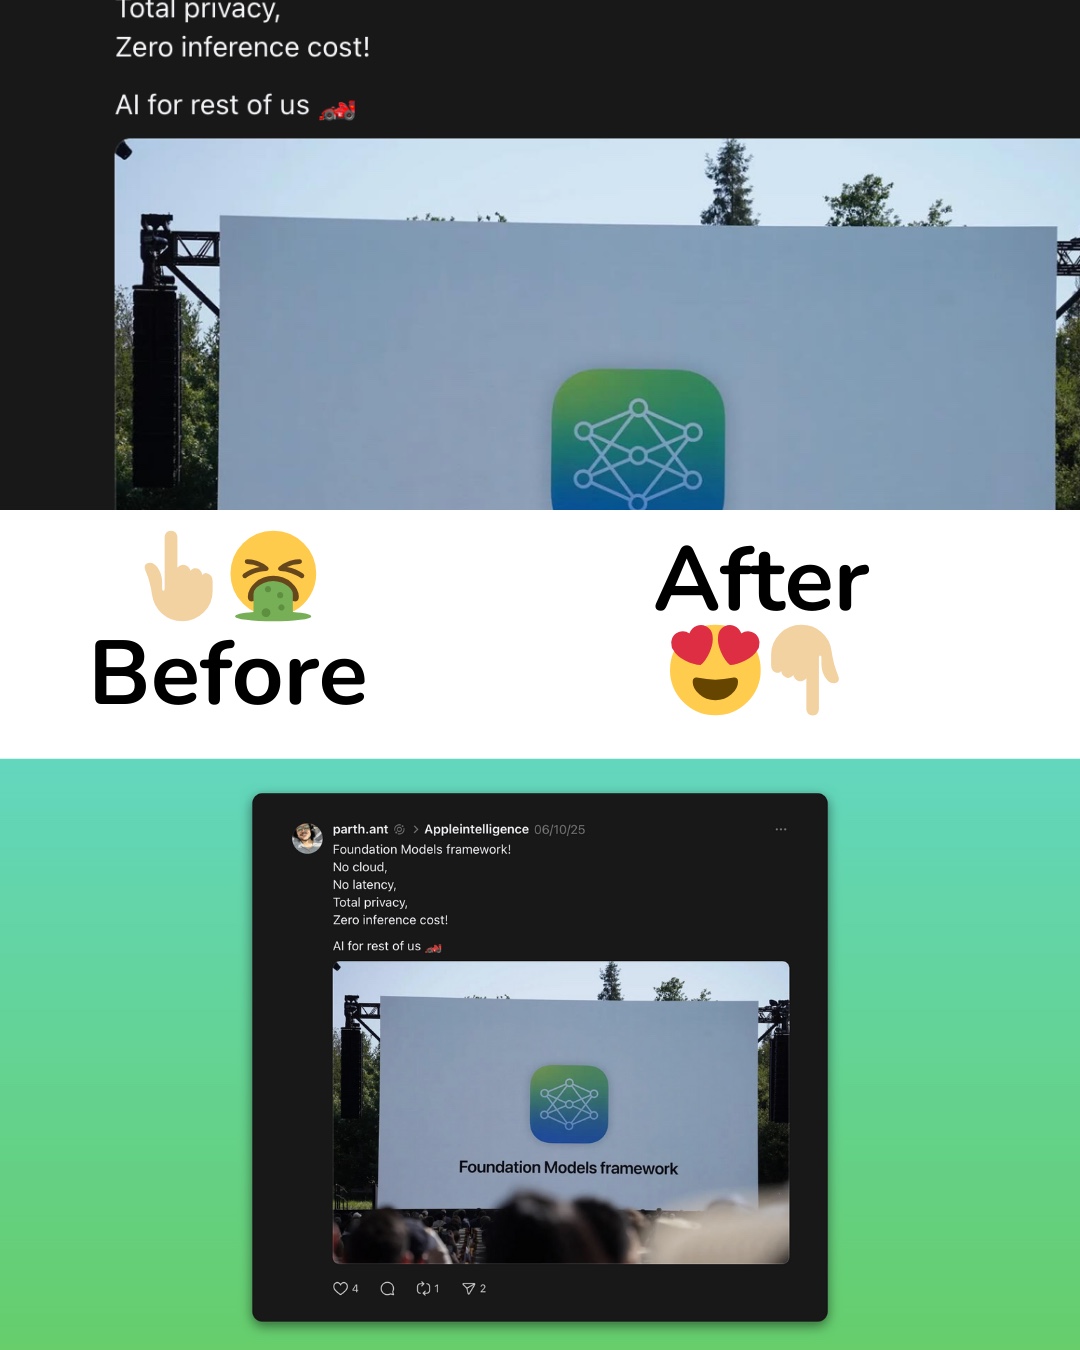 Total privacy,
Zero inference cost!
AI for rest of us 🏎️
👆🏼🤮
Before
After
😍👇🏼
parth.ant > Appleintelligence 06/10/25
Foundation Models framework!
No cloud,
No latency,
Total privacy,
Zero inference cost!
AI for rest of us 🏎️
Foundation Models framework
4 1 2